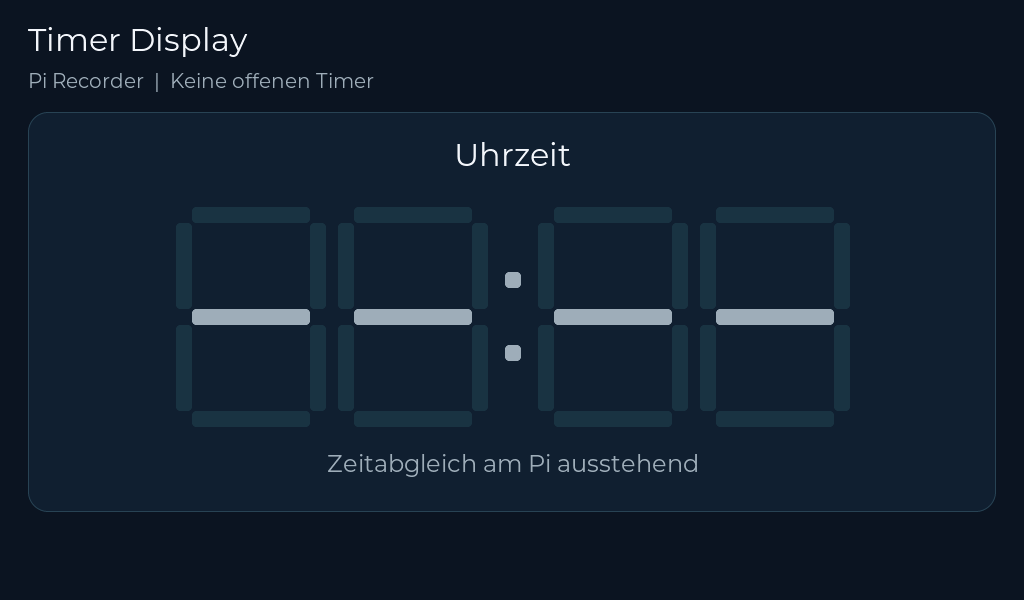 Timer Display
Pi Recorder | Keine offenen Timer
Uhrzeit
--:--
Zeitabgleich am Pi ausstehend